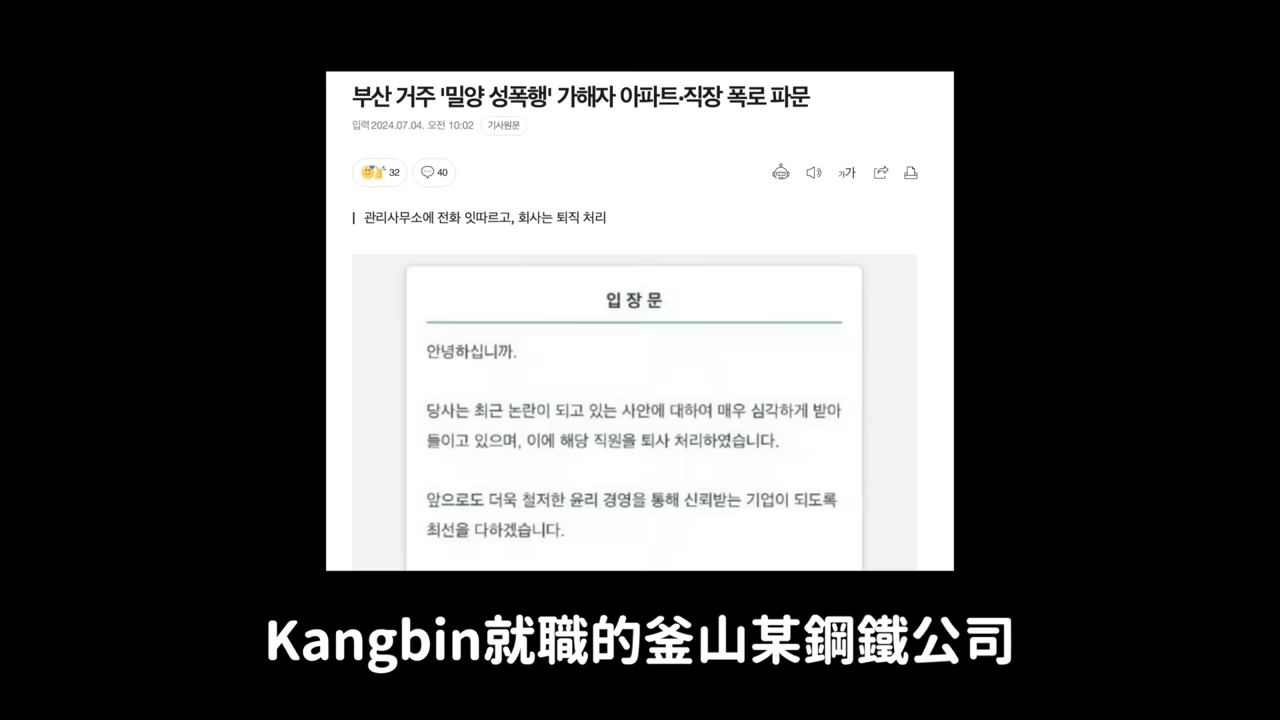 부산 거주 '밀양 성폭행' 가해자 아파트·직장 폭로 파문
입력 2024.07.04. 오전 10:02 기사원문
32 40 가가
관리사무소에 전화 잇따르고, 회사는 퇴직 처리
입 장 문
안녕하십니까.
당사는 최근 논란이 되고 있는 사안에 대하여 매우 심각하게 받아
들이고 있으며, 이에 해당 직원을 퇴사 처리하였습니다.
앞으로도 더욱 철저한 윤리 경영을 통해 신뢰받는 기업이 되도록
최선을 다하겠습니다.
Kangbin就職的釜山某鋼鐵公司